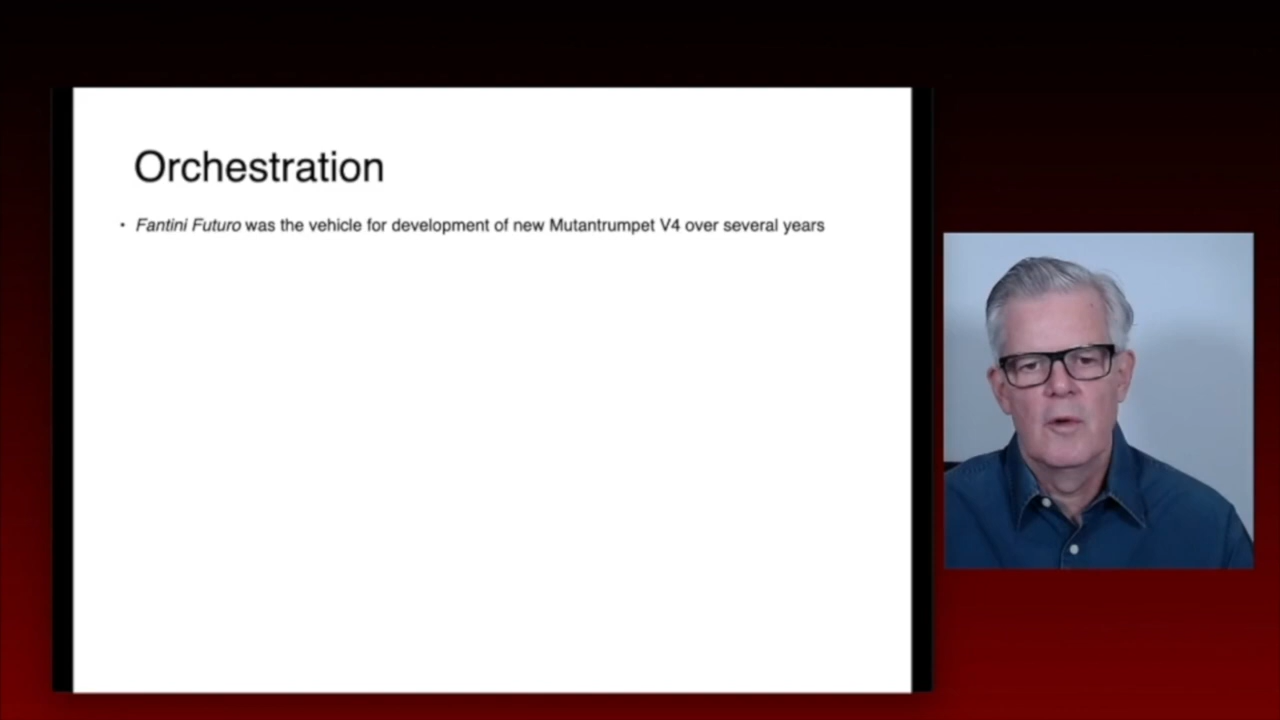 Orchestration
• Fantini Futuro was the vehicle for development of new Mutantrumpet V4 over several years